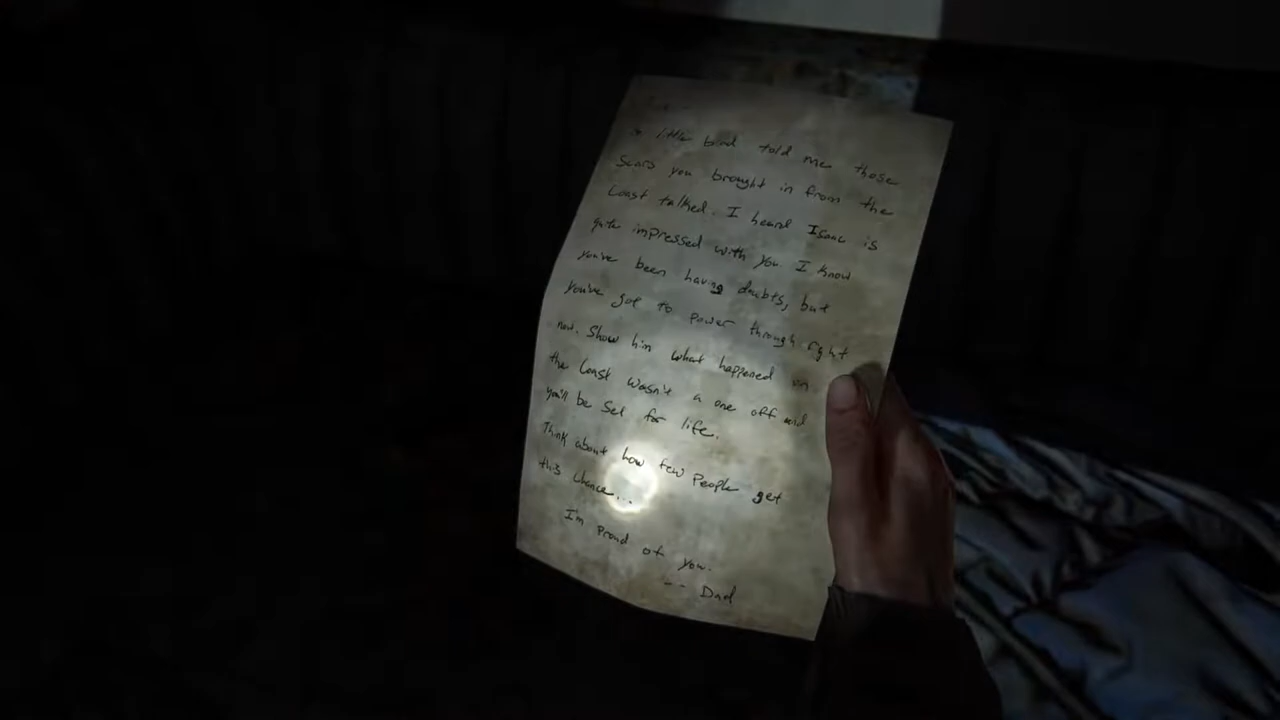 A little bird told me those
Scars you brought in from the
Coast talked. I heard Isaac is
quite impressed with you. I know
you've been having doubts, but
you've got to power through right
now. Show him what happened on
the Coast wasn't a one off and
you'll be set for life.
Think about how few people get
this chance...
I'm proud of you.
-- Dad